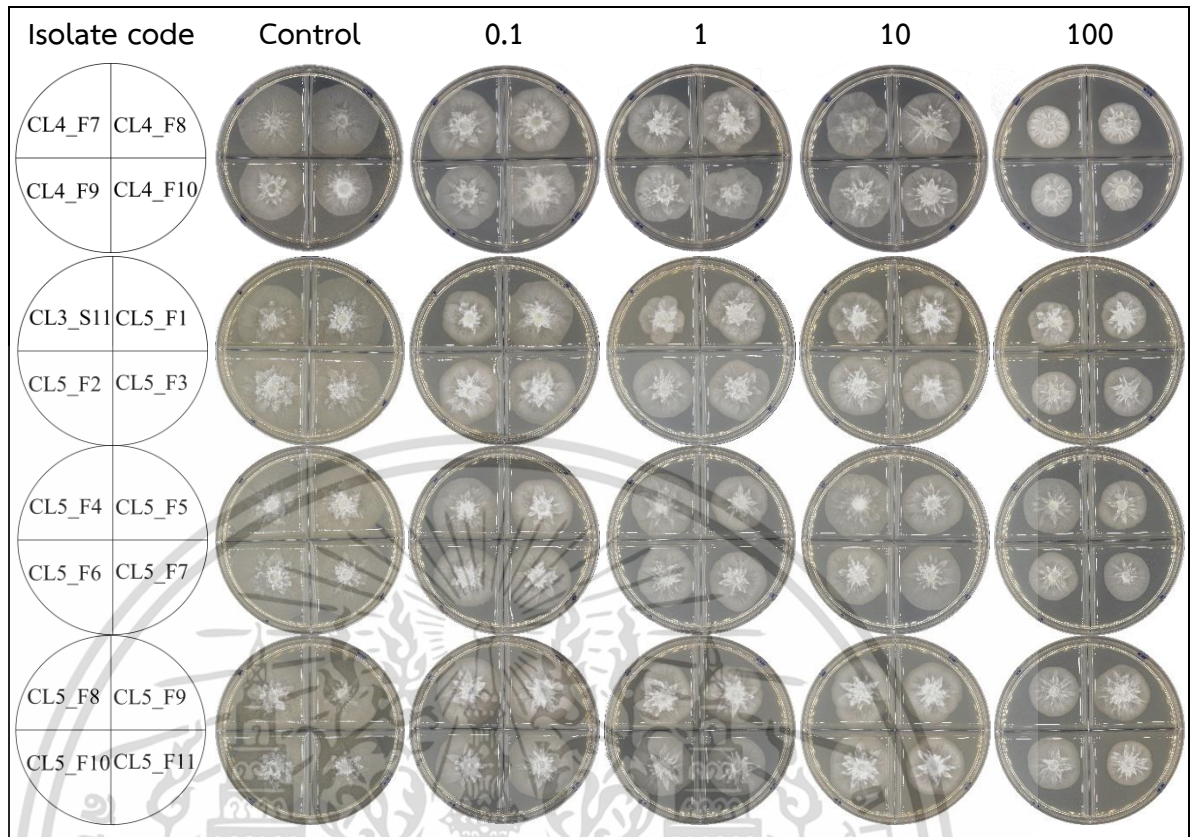 Isolate code Control 0.1 1 10 100
CL4_F7 CL4_F8
CL4_F9 CL4_F10
CL3_S11 CL5_F1
CL5_F2 CL5_F3
CL5_F4 CL5_F5
CL5_F6 CL5_F7
CL5_F8 CL5_F9
CL5_F10 CL5_F11